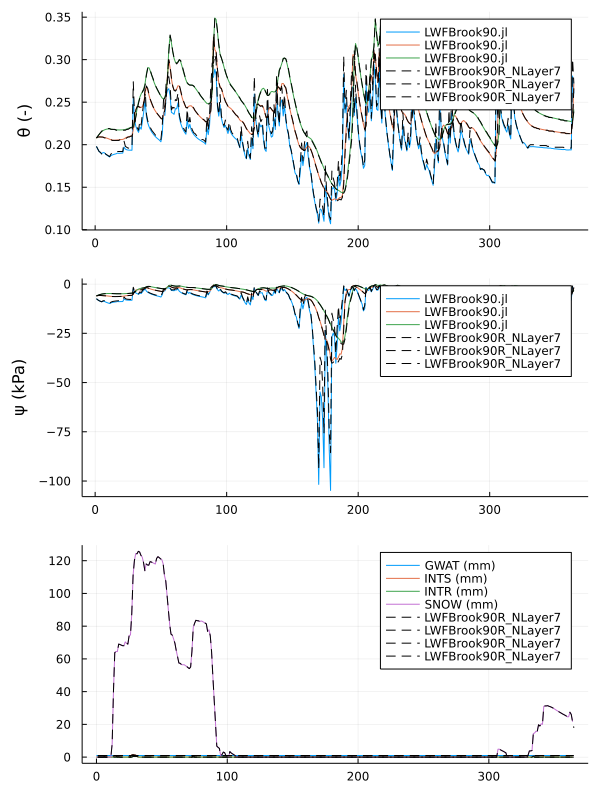 0.35
0.30
0.25
0.20
0.15
0.10
θ (-)
LWFBrook90.jl
LWFBrook90.jl
LWFBrook90.jl
LWFBrook90R_NLayer7
LWFBrook90R_NLayer7
LWFBrook90R_NLayer7
0 100 200 300
0
−25
−50
−75
−100
ψ (kPa)
LWFBrook90.jl
LWFBrook90.jl
LWFBrook90.jl
LWFBrook90R_NLayer7
LWFBrook90R_NLayer7
LWFBrook90R_NLayer7
0 100 200 300
120
100
80
60
40
20
0
GWAT (mm)
INTS (mm)
INTR (mm)
SNOW (mm)
LWFBrook90R_NLayer7
LWFBrook90R_NLayer7
LWFBrook90R_NLayer7
LWFBrook90R_NLayer7
0 100 200 300